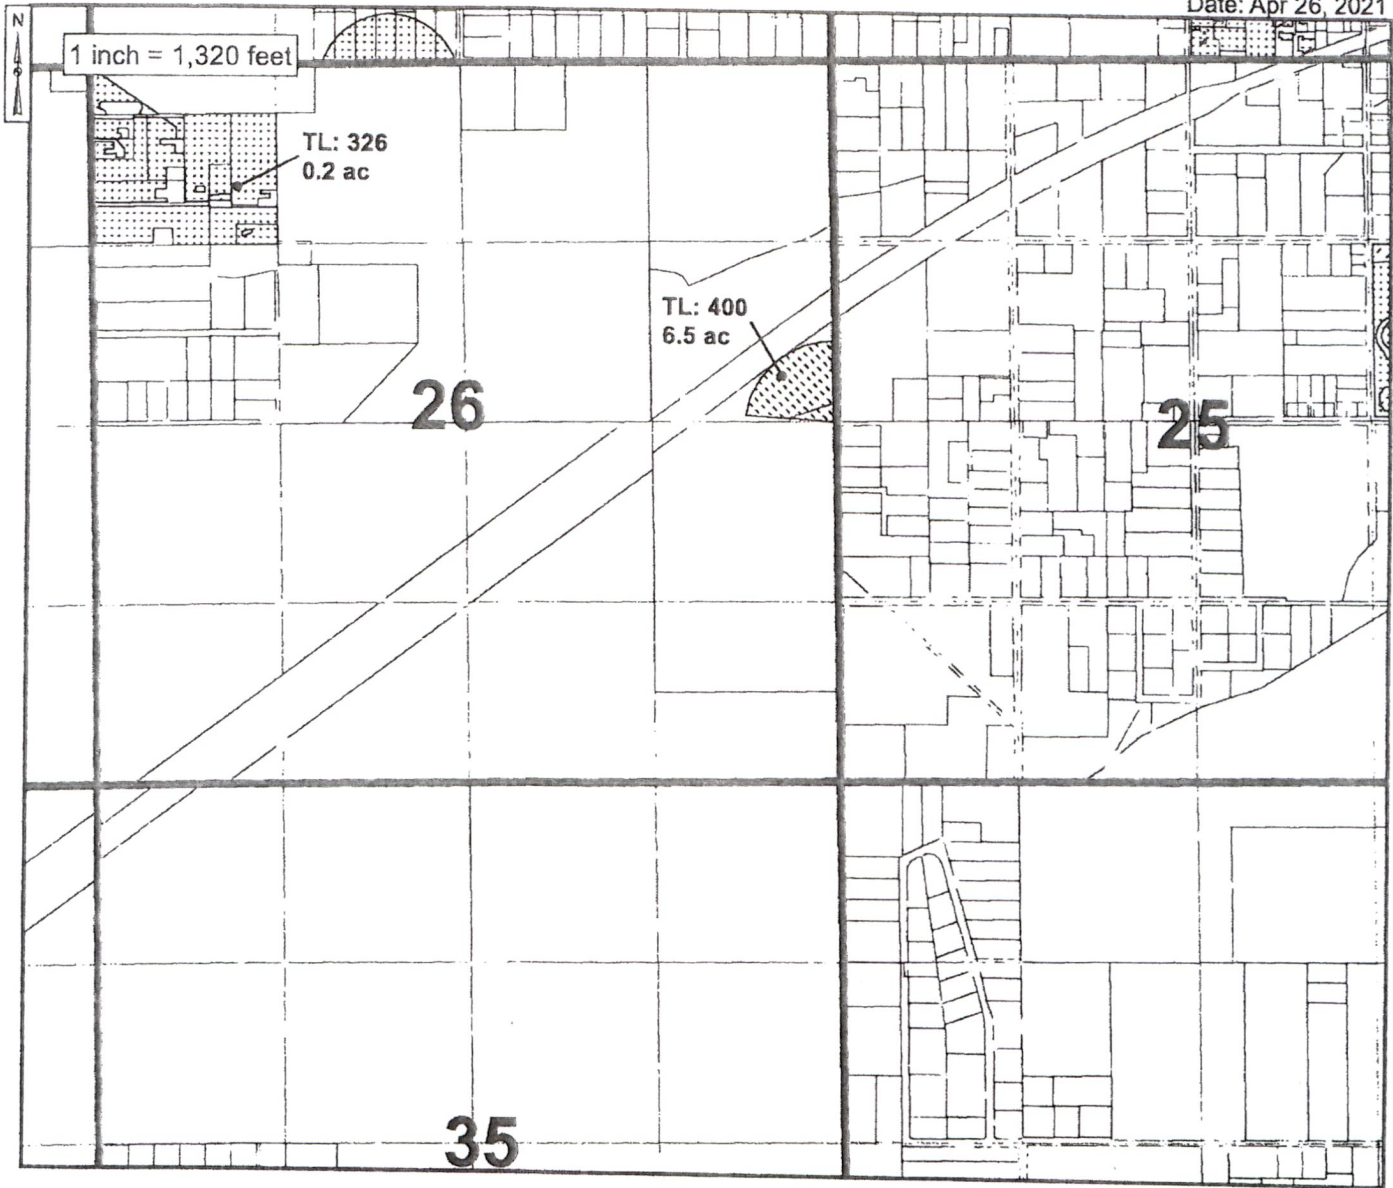 Date: Apr 26, 2021
N
1 inch = 1,320 feet
TL: 326
0.2 ac
TL: 400
6.5 ac
26
25
35